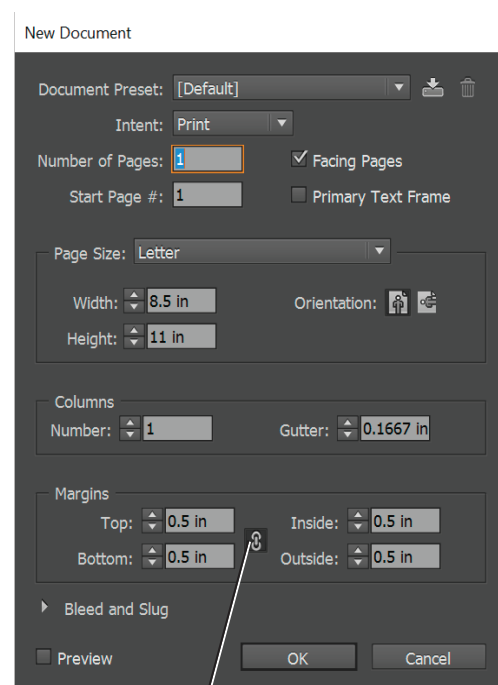 New Document
Document Preset: [Default]
Intent: Print
Number of Pages: 1 Facing Pages
Start Page #: 1 Primary Text Frame
Page Size: Letter
Width: 8.5 in Orientation:
Height: 11 in
Columns
Number: 1 Gutter: 0.1667 in
Margins
Top: 0.5 in Inside: 0.5 in
Bottom: 0.5 in Outside: 0.5 in
Bleed and Slug
Preview OK Cancel